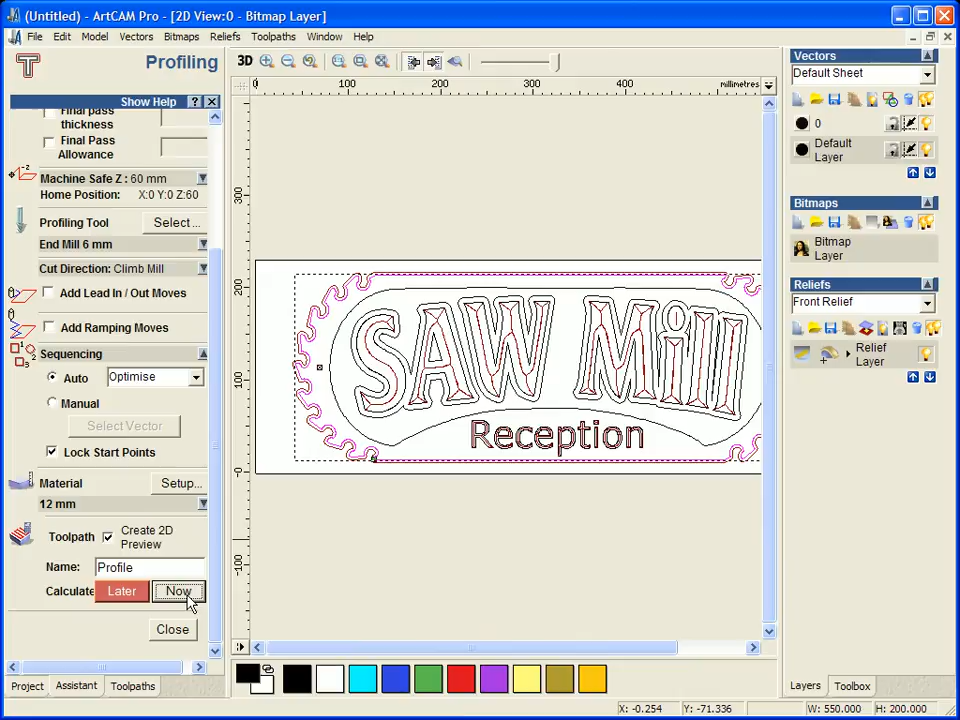 (Untitled) - ArtCAM Pro - [2D View:0 - Bitmap Layer]
File Edit Model Vectors Bitmaps Reliefs Toolpaths Window Help
Profiling
Show Help ? 
Final pass
thickness
Final Pass
Allowance
Machine Safe Z : 60 mm
Home Position: X:0 Y:0 Z:60
Profiling Tool Select ...
End Mill 6 mm
Cut Direction: Climb Mill
Add Lead In / Out Moves
Add Ramping Moves
Sequencing
Auto Optimise
Manual
Select Vector
Lock Start Points
Material Setup...
12 mm
Toolpath Create 2D
Preview
Name: Profile
Calculate Later Now
Close
Project Assistant Toolpaths
3D
0 100 200 300 400 millimetres
300
200
100
-0
-100
SAW Mill
Reception
Vectors
Default Sheet
0
Default
Layer
Bitmaps
Bitmap
Layer
Reliefs
Front Relief
Relief
Layer
Layers Toolbox
X: -0.254 Y: -71.336 W: 550.000 H: 200.000